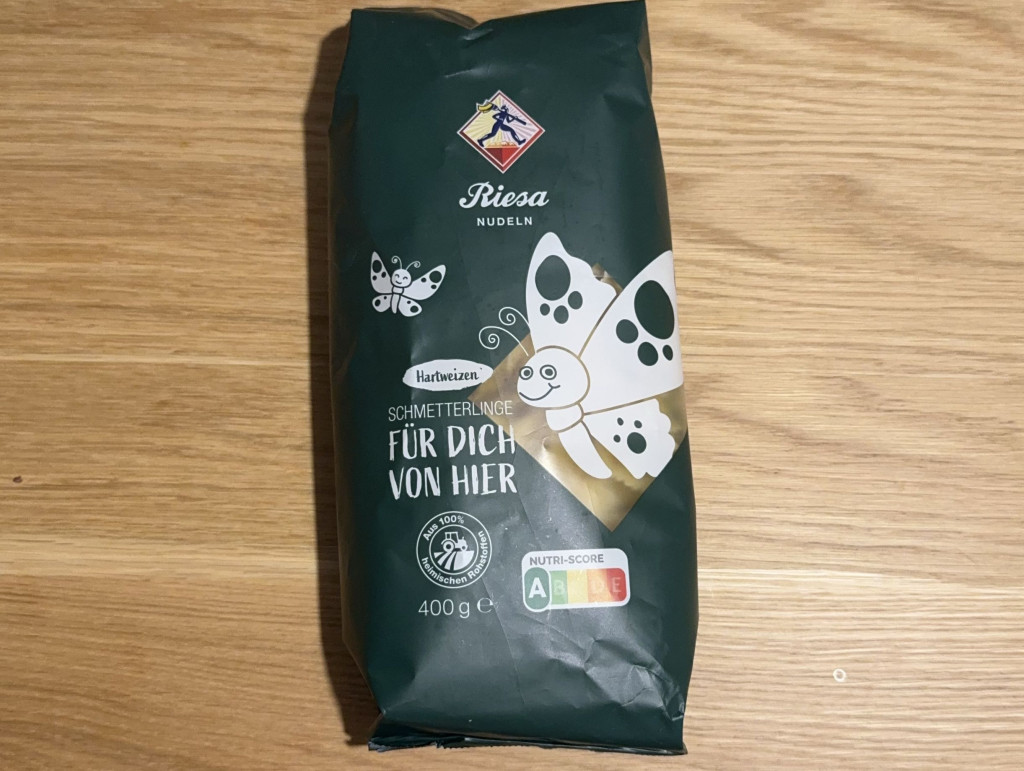 Riesa
NUDELN
Hartweizen
SCHMETTERLINGE
FÜR DICH
VON HIER
Aus 100%
heimischen Rohstoffen
400 g ℮
NUTRI-SCORE
A B C D E